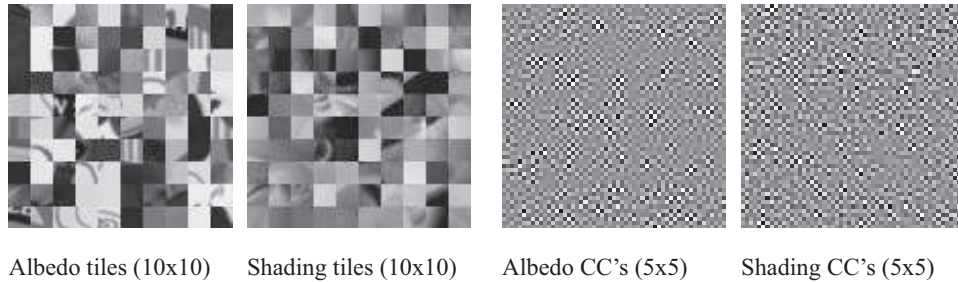 Albedo tiles (10x10)
Shading tiles (10x10)
Albedo CC's (5x5)
Shading CC's (5x5)